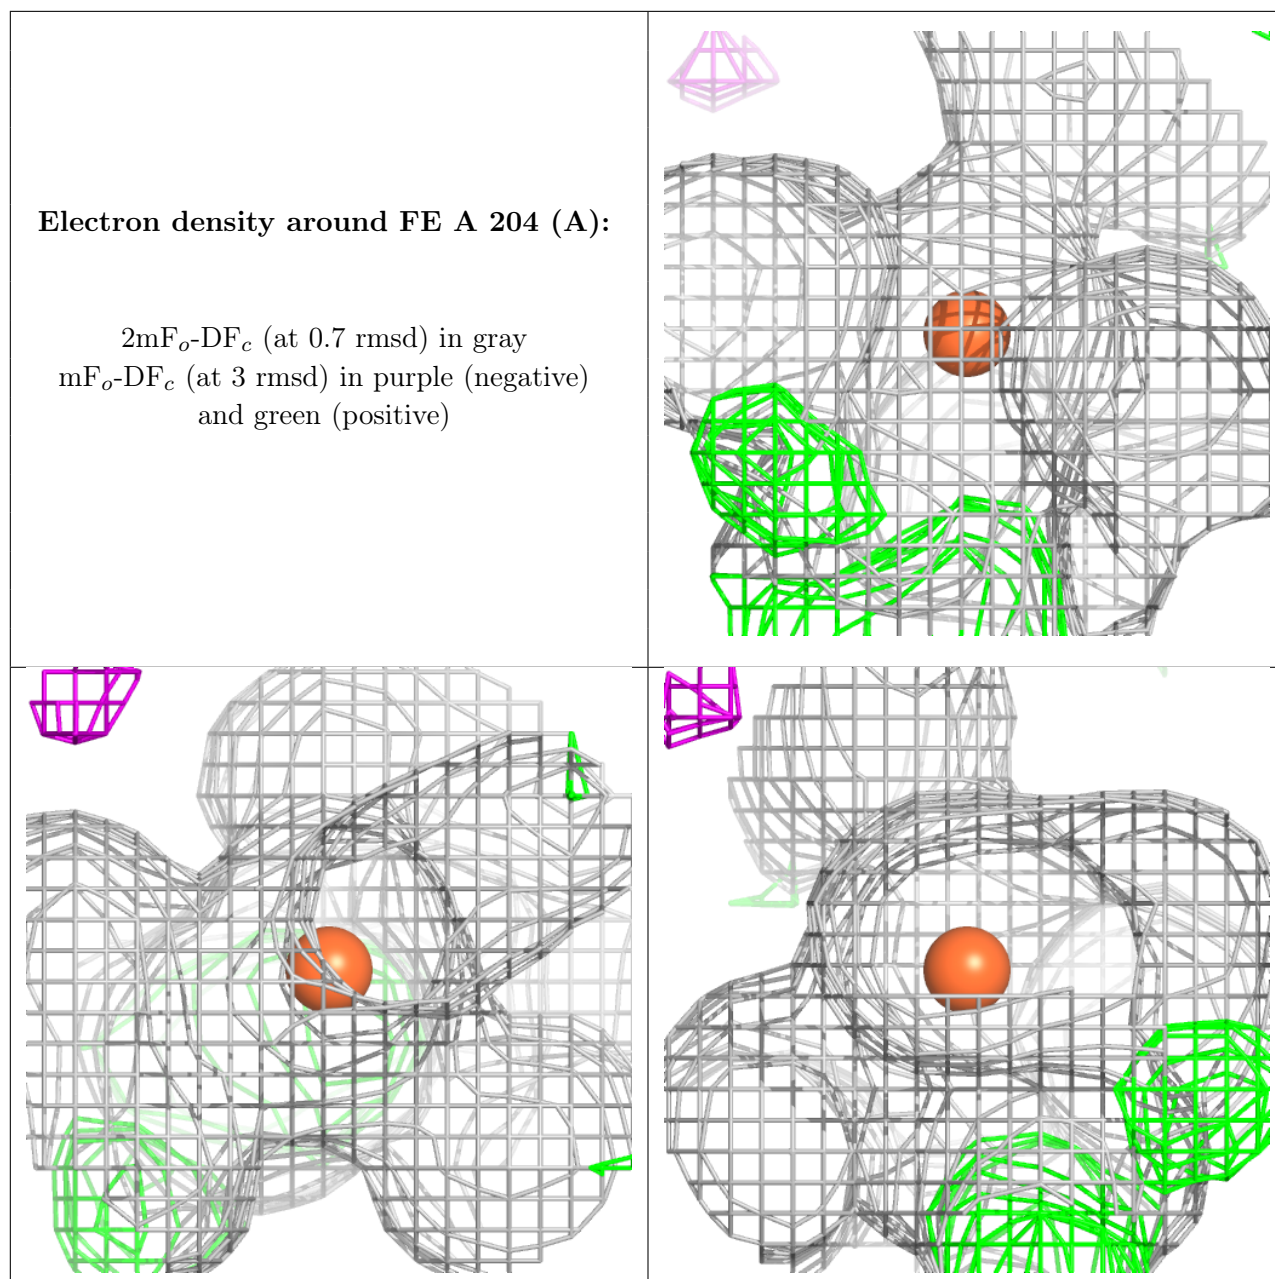 Electron density around FE A 204 (A):
2mFo-DFc (at 0.7 rmsd) in gray
mFo-DFc (at 3 rmsd) in purple (negative)
and green (positive)